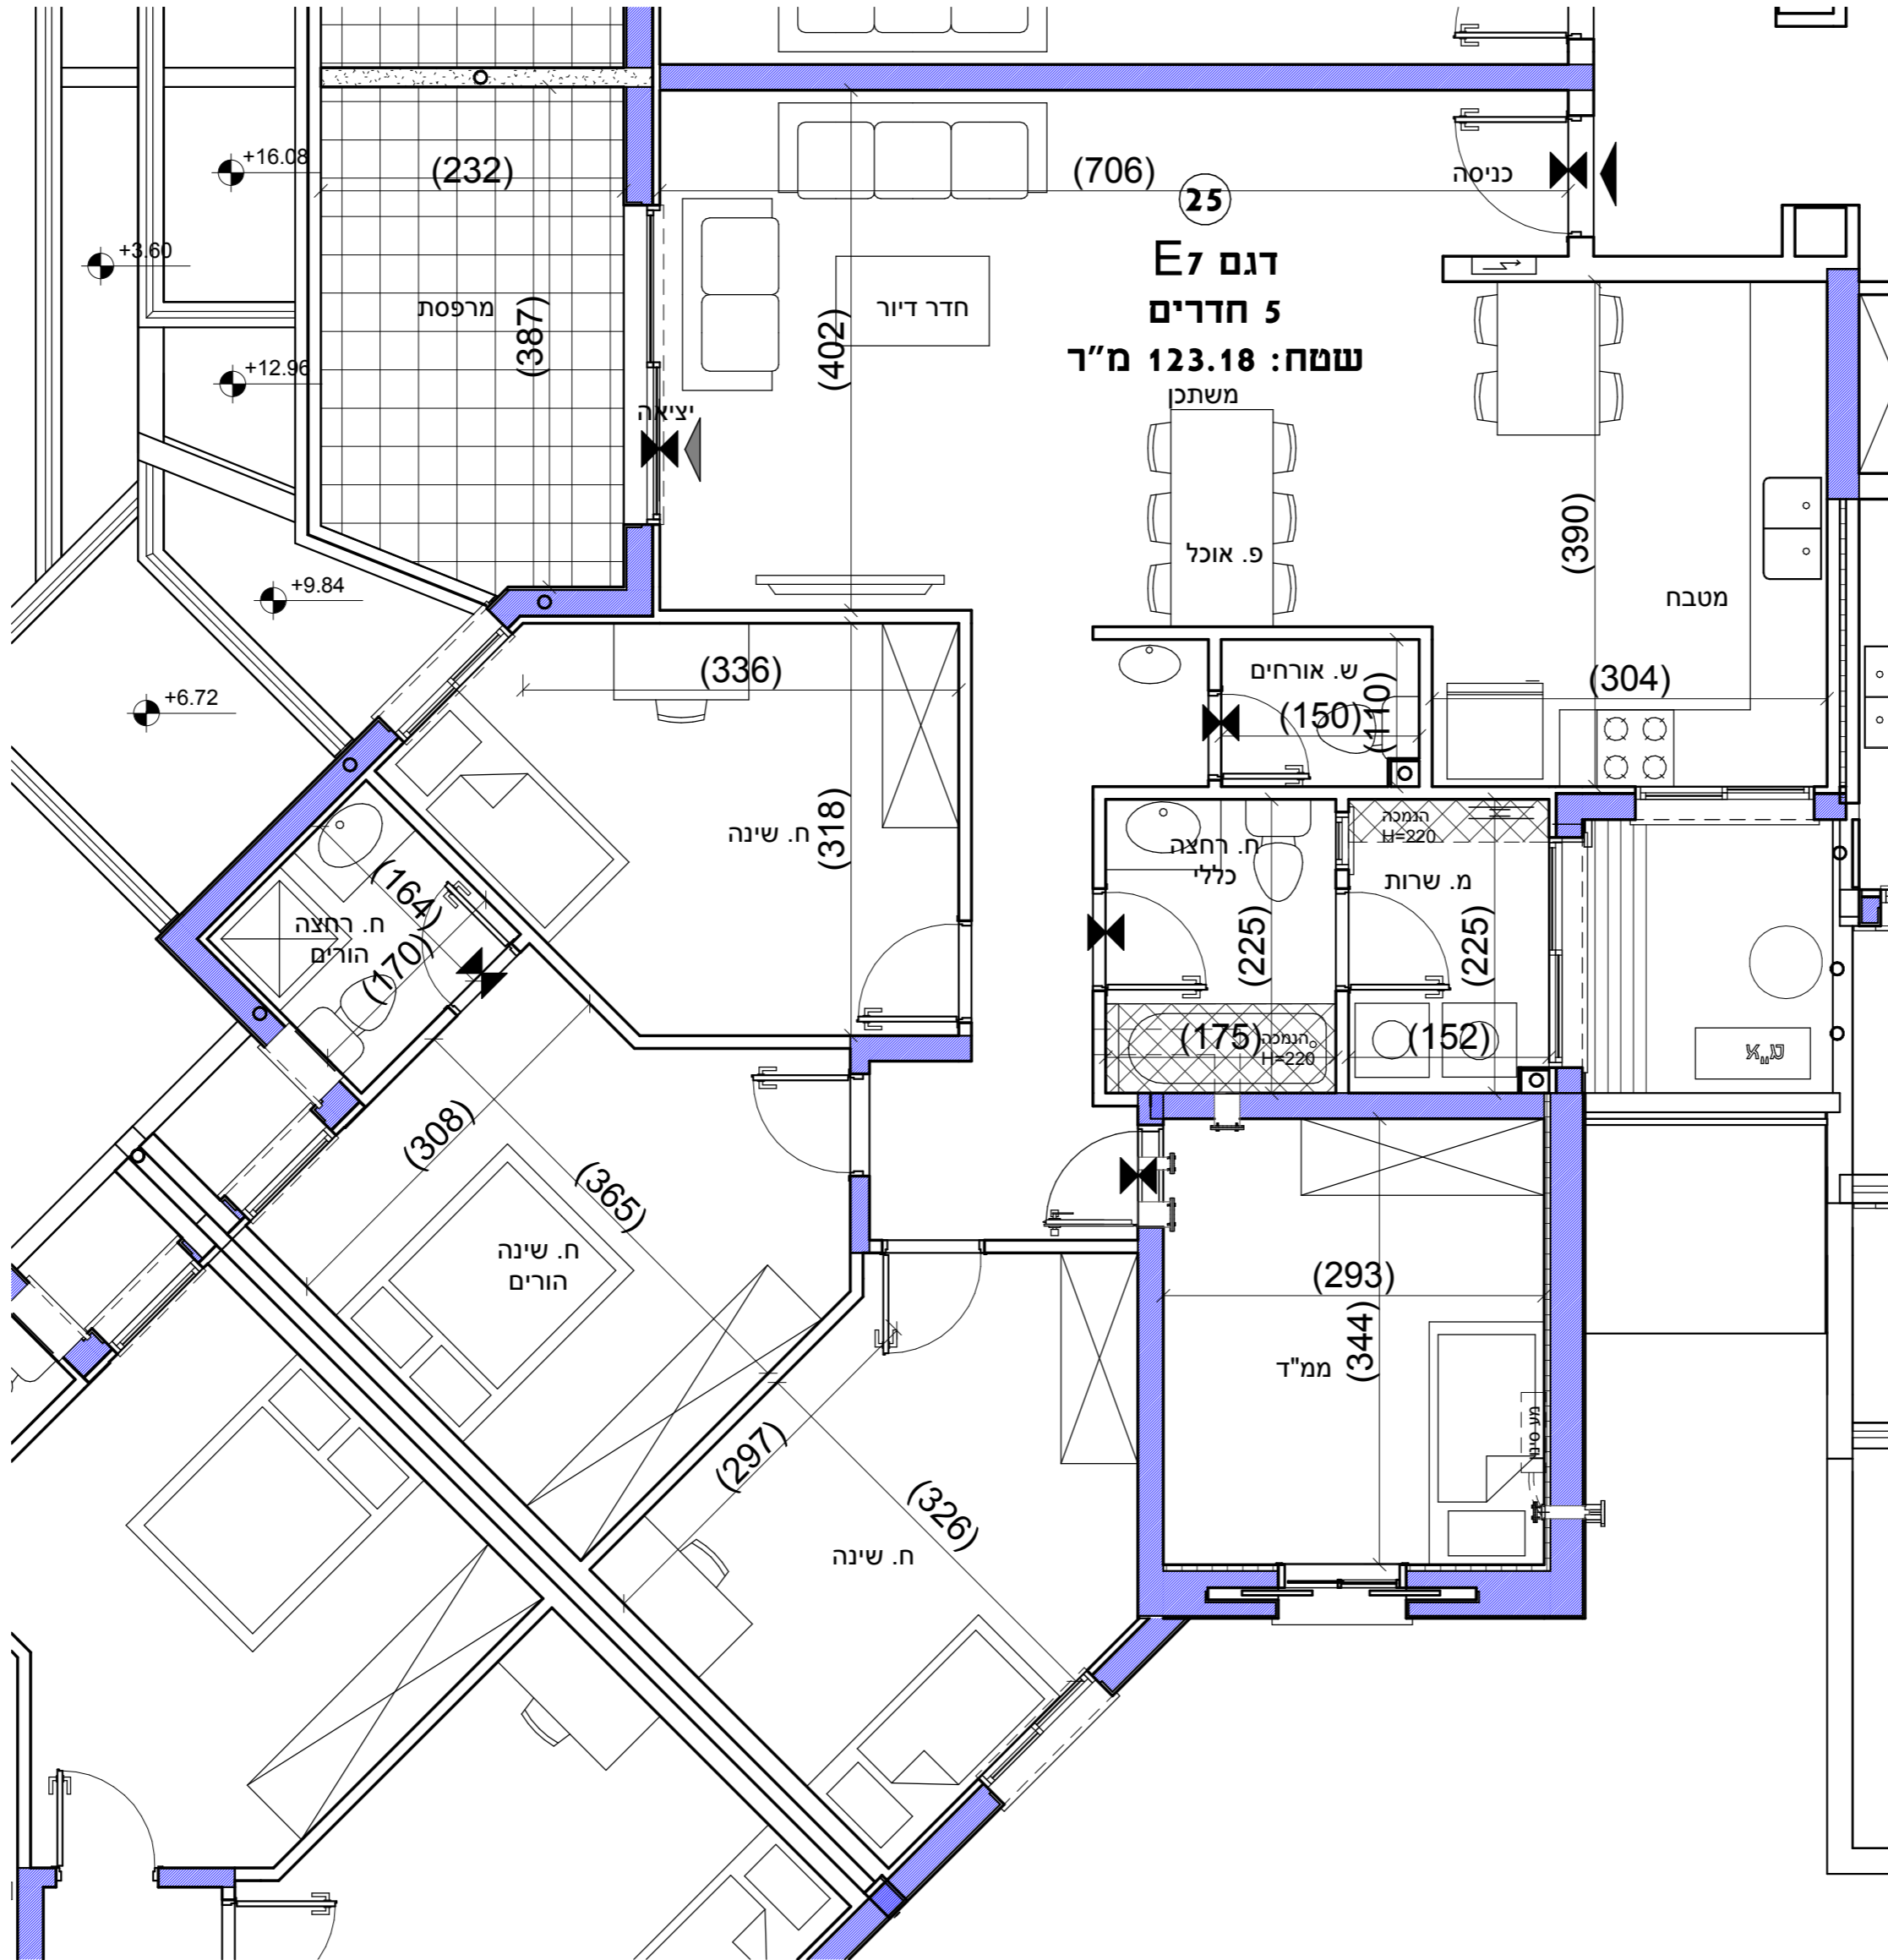 +16.08
(232)
(706)
כניסה
25
+3.60
דגם E7
5 חדרים
שטח: 123.18 מ"ר
משתכן
מרפסת
(387)
(402)
חדר דיור
+12.96
יציאה
(390)
פ. אוכל
+9.84
מטבח
(336)
ש. אורחים
(110)
(150)
(304)
+6.72
ח. שינה
(318)
הנמכה
H=220
ח. רחצה
כללי
מ. שרות
(164)
ח. רחצה
הורים
(170)
(225)
(225)
(175)
הנמכה
H=220
(152)
גג"א
(308)
(365)
ח. שינה
הורים
(293)
(344)
ממ"ד
(297)
(326)
ח. שינה